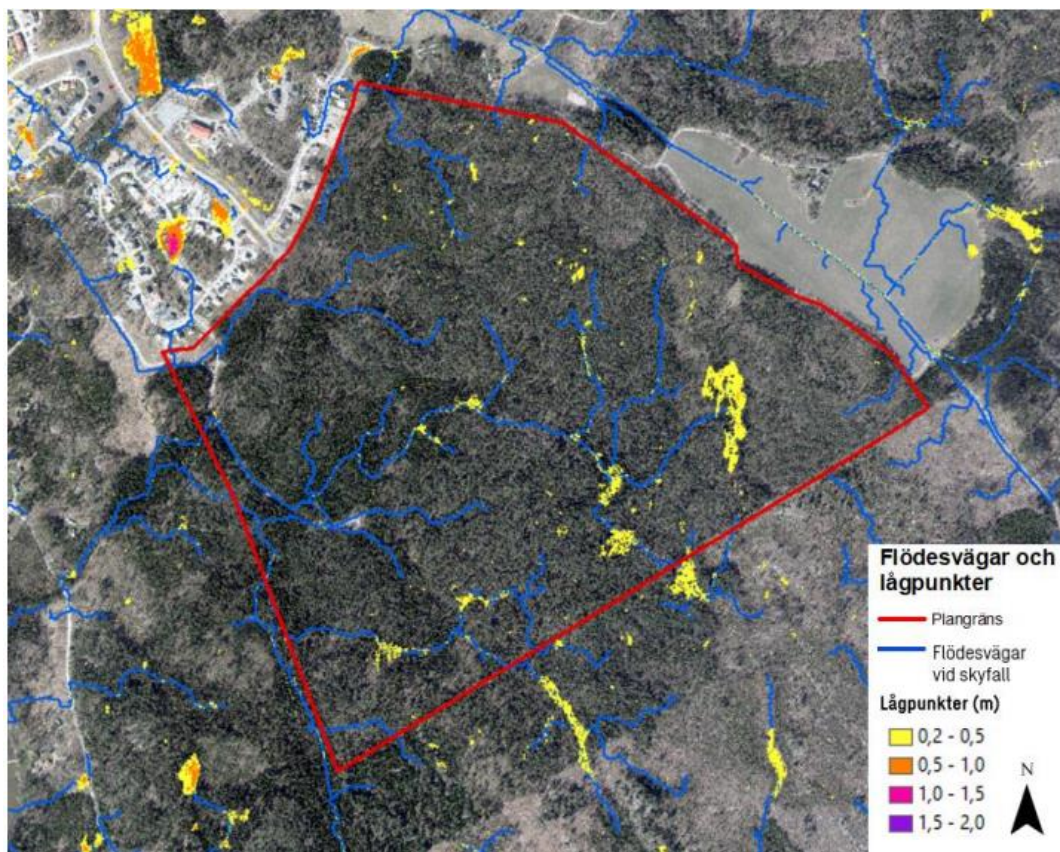 Flödesvägar och
lågpunkter
Plangräns
Flödesvägar
vid skyfall
Lågpunkter (m)
0,2 - 0,5
0,5 - 1,0
1,0 - 1,5
1,5 - 2,0
N